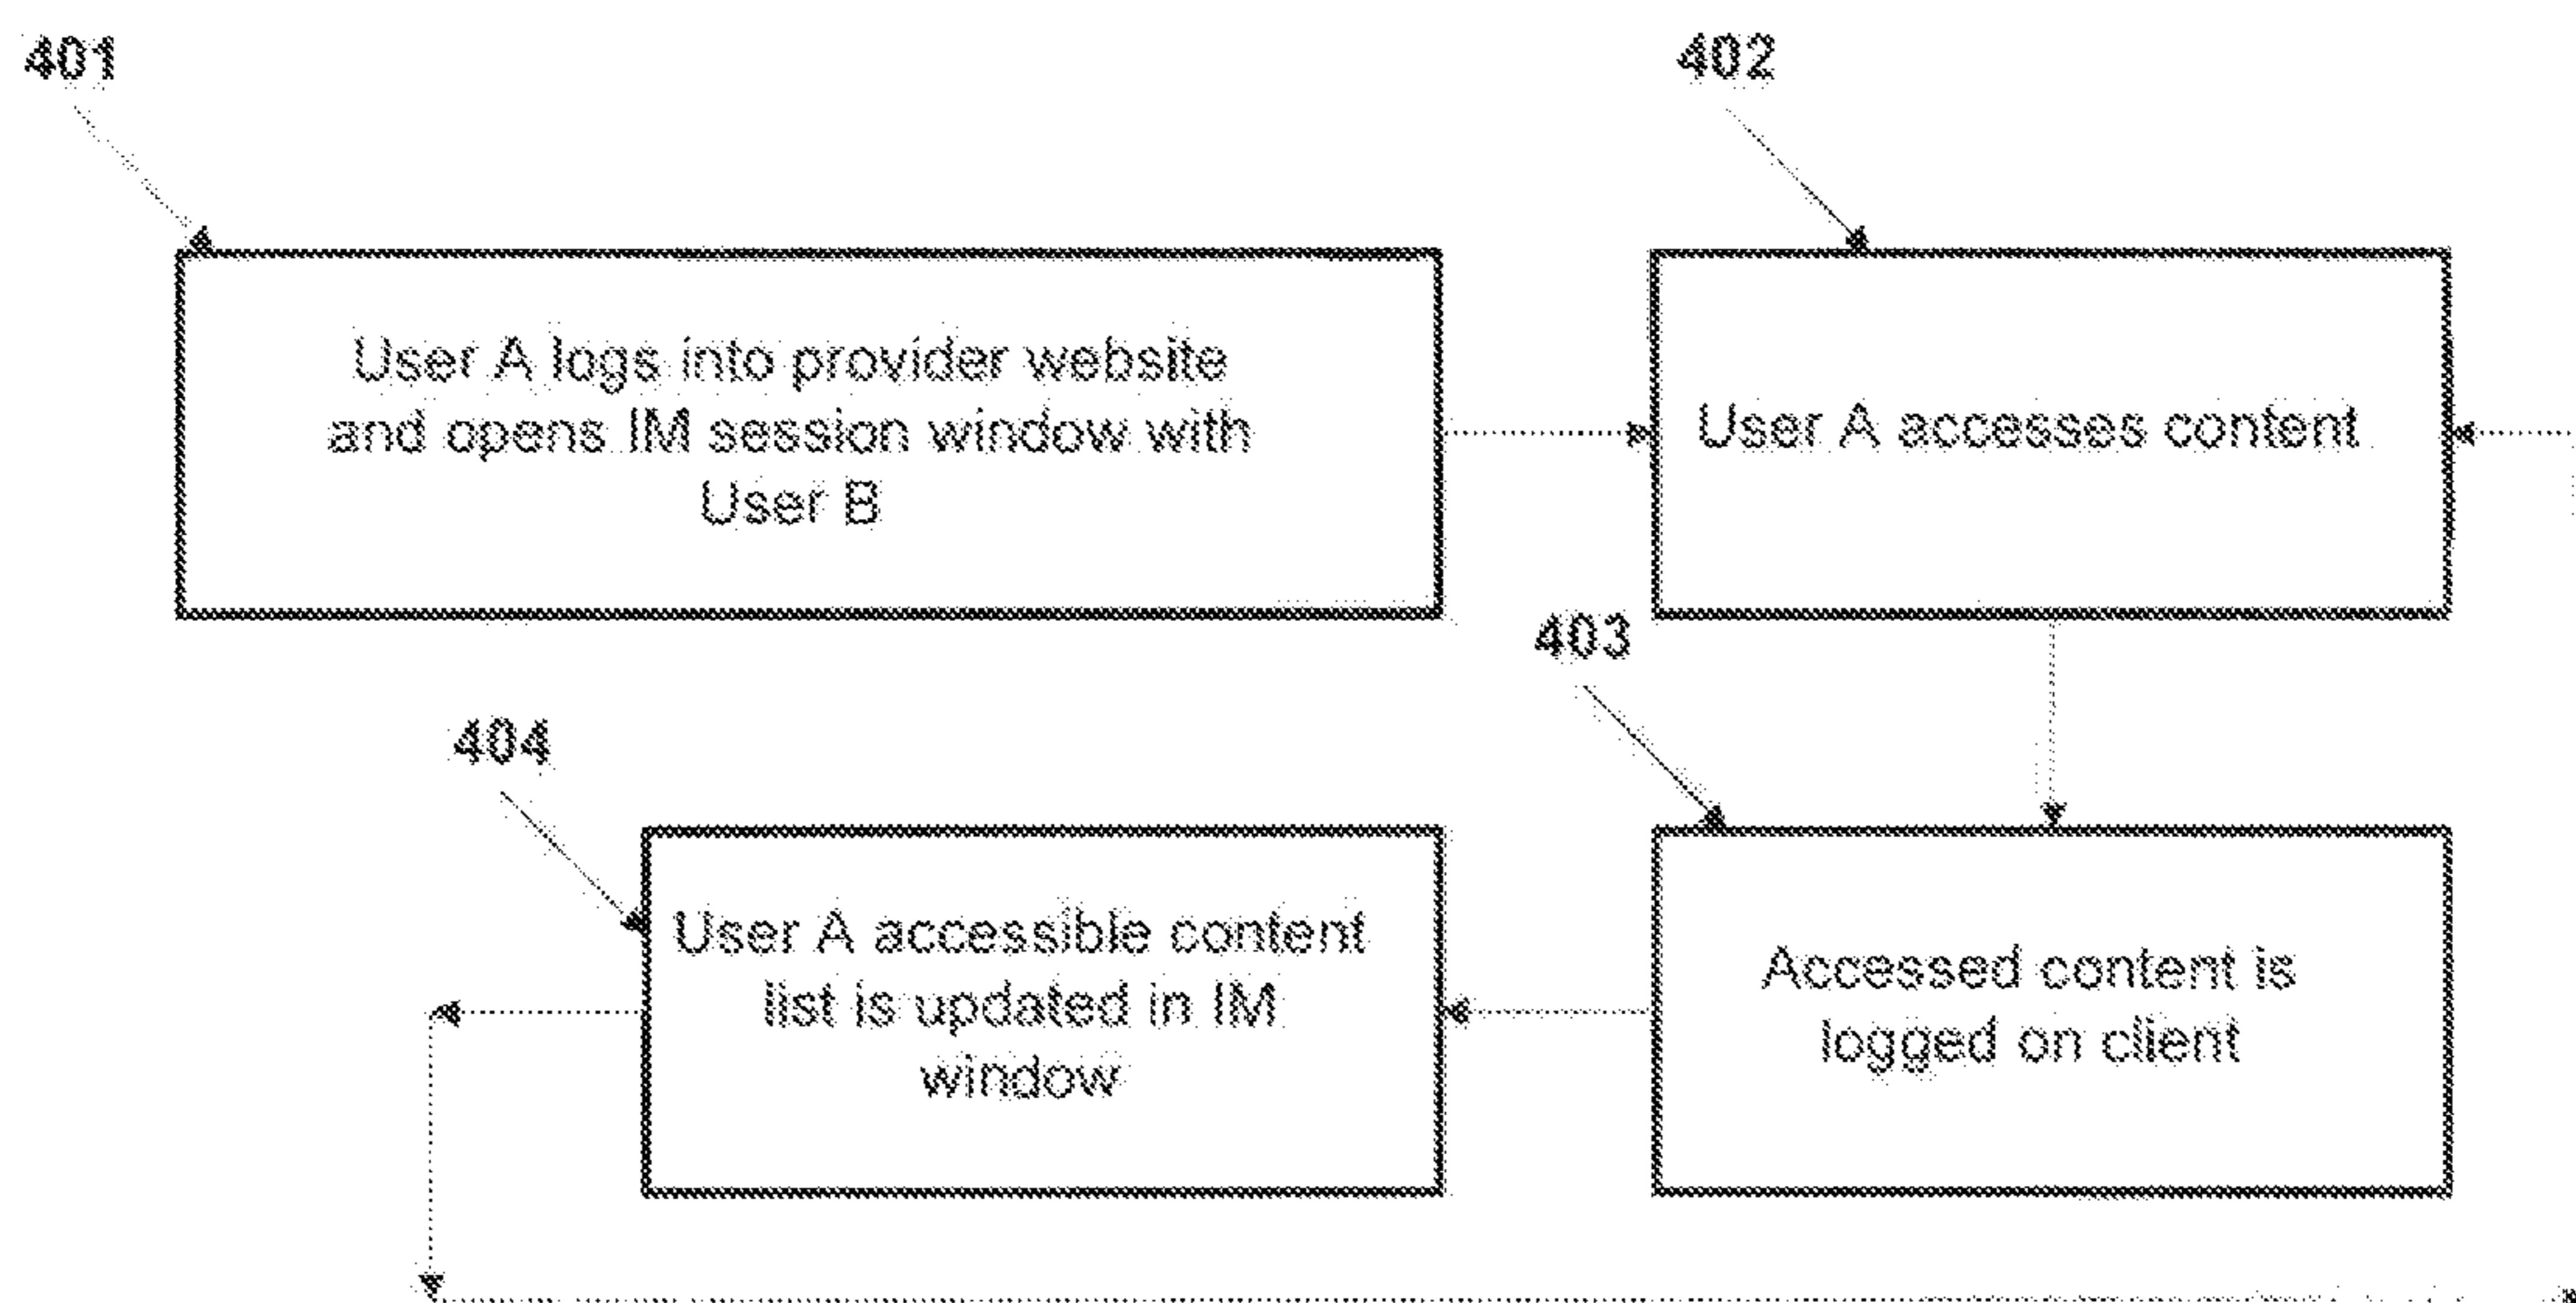 401
402
User A logs into provider website
and opens IM session window with
User B
User A accesses content
403
404
User A accessible content
list is updated in IM
window
Accessed content is
logged on client